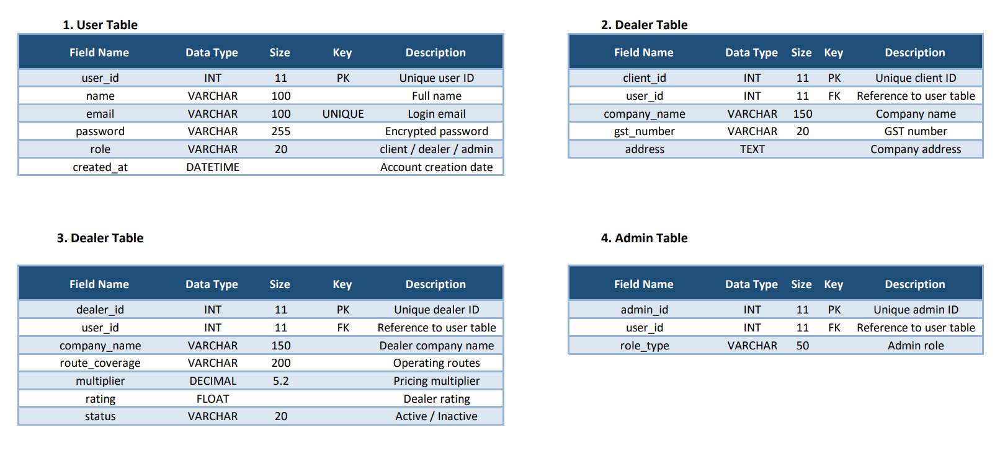 1. User Table
Field Name Data Type Size Key Description
user_id INT 11 PK Unique user ID
name VARCHAR 100 Full name
email VARCHAR 100 UNIQUE Login email
password VARCHAR 255 Encrypted password
role VARCHAR 20 client / dealer / admin
created_at DATETIME Account creation date
2. Dealer Table
Field Name Data Type Size Key Description
client_id INT 11 PK Unique client ID
user_id INT 11 FK Reference to user table
company_name VARCHAR 150 Company name
gst_number VARCHAR 20 GST number
address TEXT Company address
3. Dealer Table
Field Name Data Type Size Key Description
dealer_id INT 11 PK Unique dealer ID
user_id INT 11 FK Reference to user table
company_name VARCHAR 150 Dealer company name
route_coverage VARCHAR 200 Operating routes
multiplier DECIMAL 5.2 Pricing multiplier
rating FLOAT Dealer rating
status VARCHAR 20 Active / Inactive
4. Admin Table
Field Name Data Type Size Key Description
admin_id INT 11 PK Unique admin ID
user_id INT 11 FK Reference to user table
role_type VARCHAR 50 Admin role